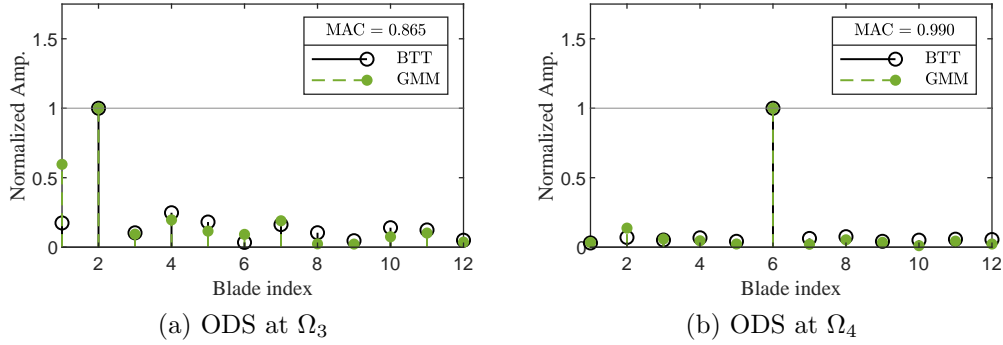 1.5
1
0.5
0
Normalized Amp.
MAC = 0.865
BTT
GMM
2 4 6 8 10 12
Blade index
(a) ODS at Ω₃
1.5
1
0.5
0
Normalized Amp.
MAC = 0.990
BTT
GMM
2 4 6 8 10 12
Blade index
(b) ODS at Ω₄